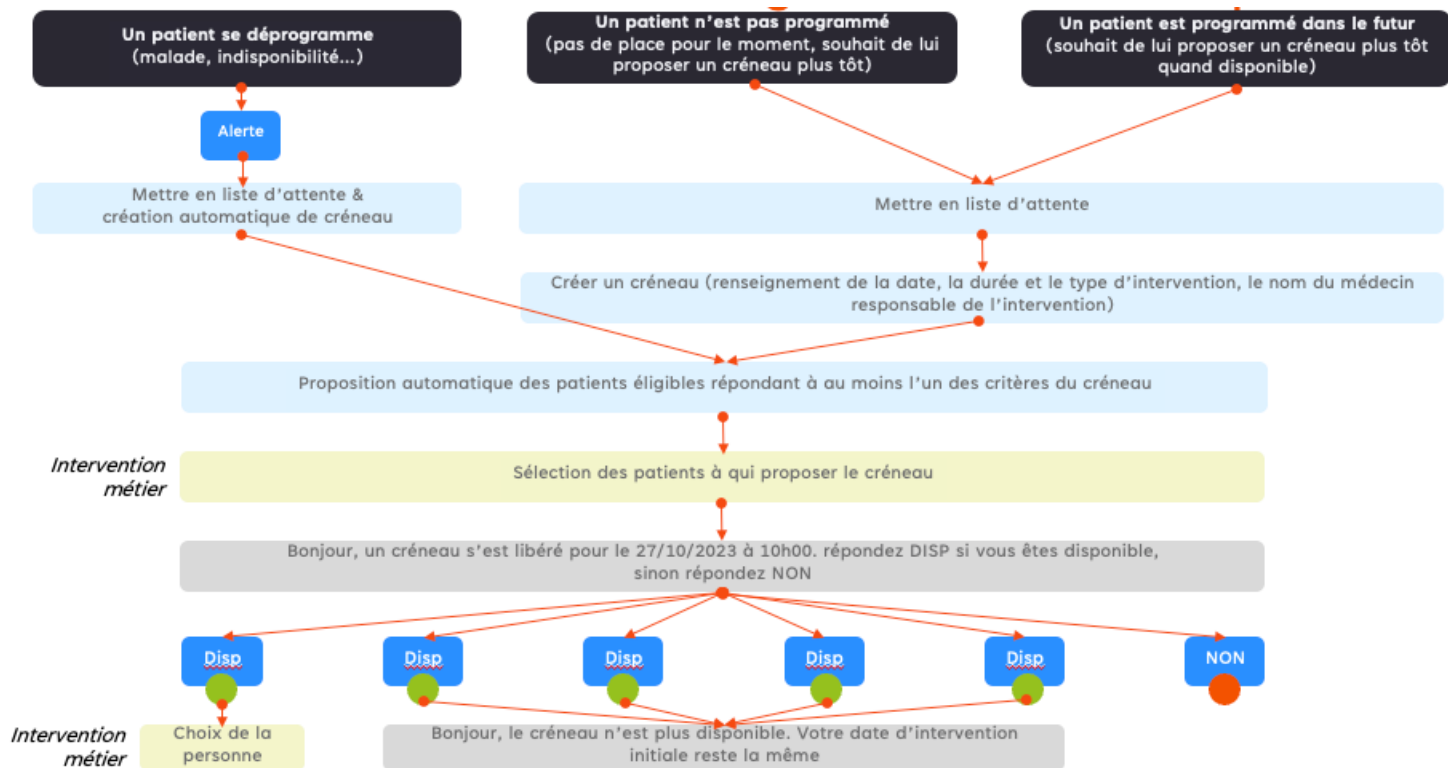 Un patient se déprogramme
(malade, indisponibilité...)
Un patient n'est pas programmé
(pas de place pour le moment, souhait de lui
proposer un créneau plus tôt)
Un patient est programmé dans le futur
(souhait de lui proposer un créneau plus tôt
quand disponible)
Alerte
Mettre en liste d'attente &
création automatique de créneau
Mettre en liste d'attente
Créer un créneau (renseignement de la date, la durée et le type d'intervention, le nom du médecin
responsable de l'intervention)
Proposition automatique des patients éligibles répondant à au moins l'un des critères du créneau
Intervention
métier
Sélection des patients à qui proposer le créneau
Bonjour, un créneau s'est libéré pour le 27/10/2023 à 10h00. répondez DISP si vous êtes disponible,
sinon répondez NON
Disp
Disp
Disp
Disp
Disp
NON
Intervention
métier
Choix de la
personne
Bonjour, le créneau n'est plus disponible. Votre date d'intervention
initiale reste la même